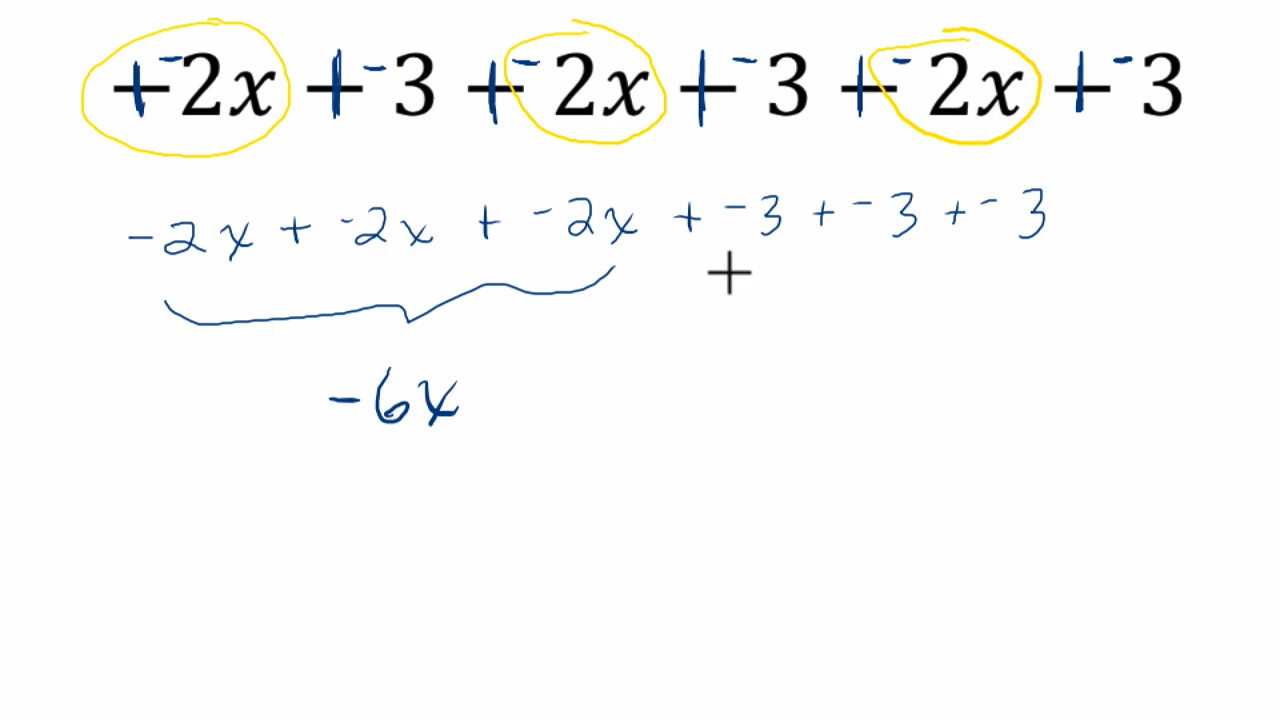 +⁻2x + ⁻3 + ⁻2x + ⁻3 + ⁻2x + ⁻3
-2x + ⁻2x + ⁻2x + ⁻3 + ⁻3 + ⁻3
-6x